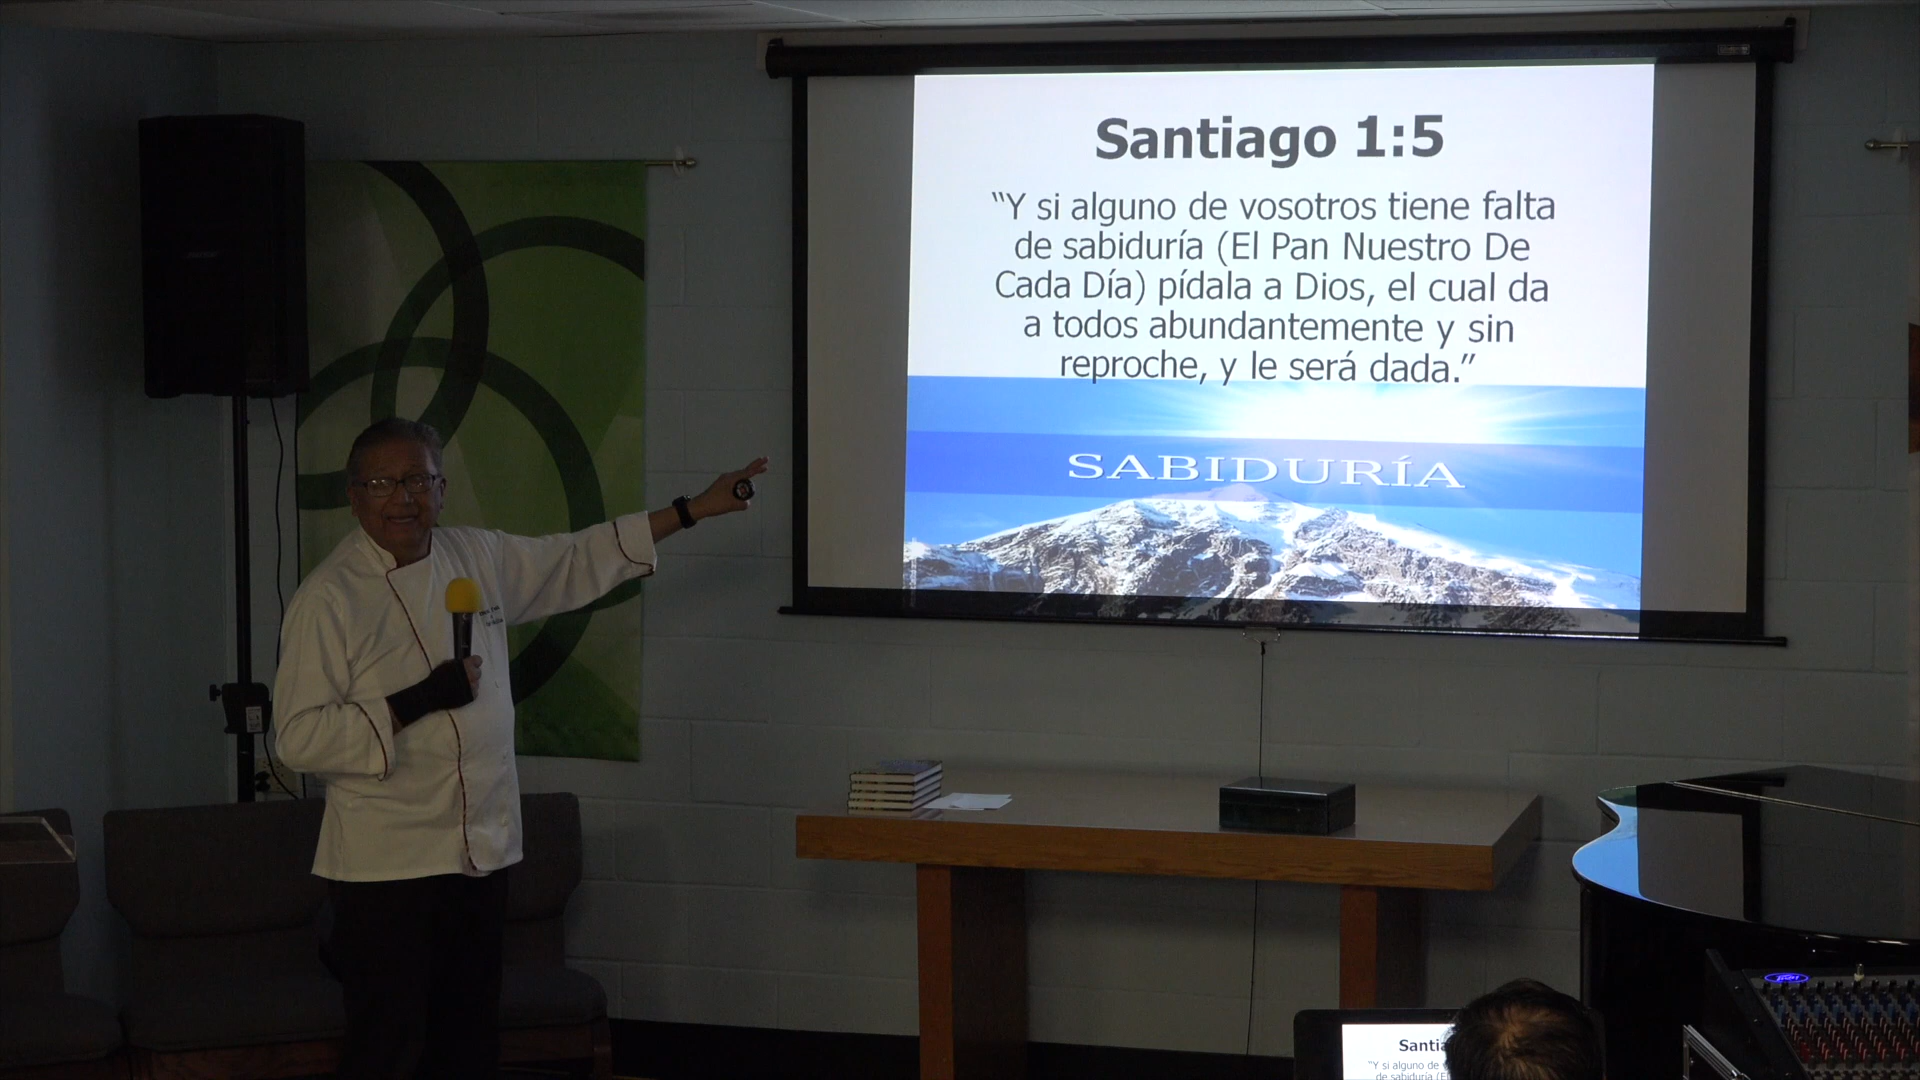 Santiago 1:5
“Y si alguno de vosotros tiene falta
de sabiduría (El Pan Nuestro De
Cada Día) pídala a Dios, el cual da
a todos abundantemente y sin
reproche, y le será dada.”
SABIDURÍA
Santia
“Y si alguno de
de sabiduría (E